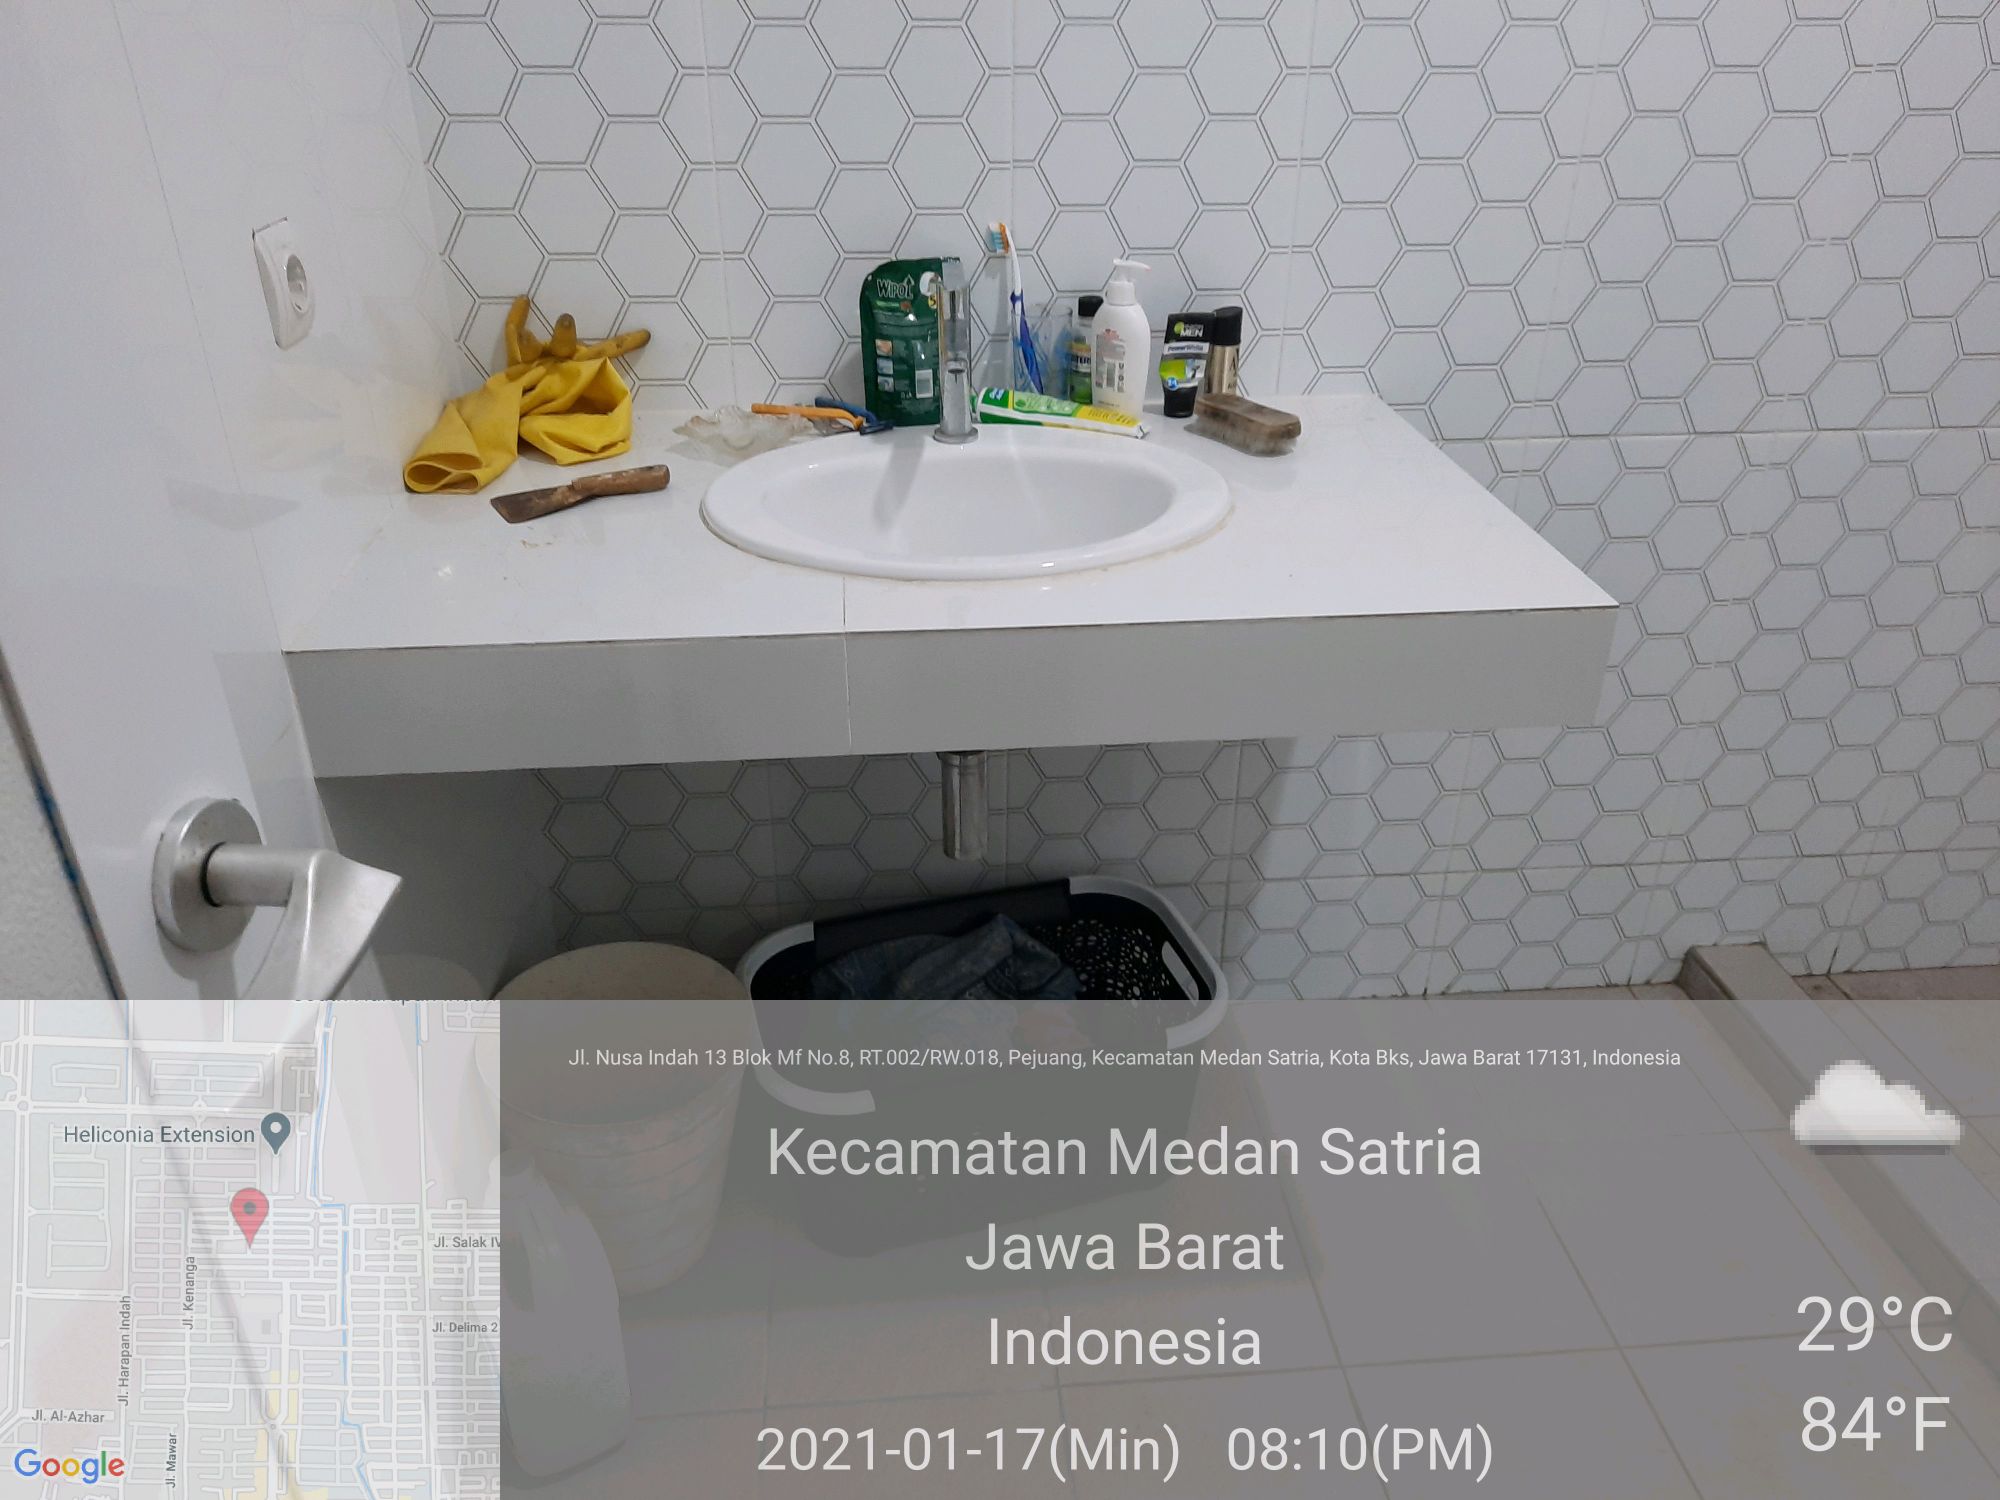 WIPOL
MEN
PowerWhite
Heliconia Extension
Jl. Salak IV
Jl. Kenanga
Jl. Harapan Indah
Jl. Delima 2
Jl. Al-Azhar
Jl. Mawar
Google
Jl. Nusa Indah 13 Blok Mf No.8, RT.002/RW.018, Pejuang, Kecamatan Medan Satria, Kota Bks, Jawa Barat 17131, Indonesia
Kecamatan Medan Satria
Jawa Barat
Indonesia
2021-01-17(Min) 08:10(PM)
29°C
84°F